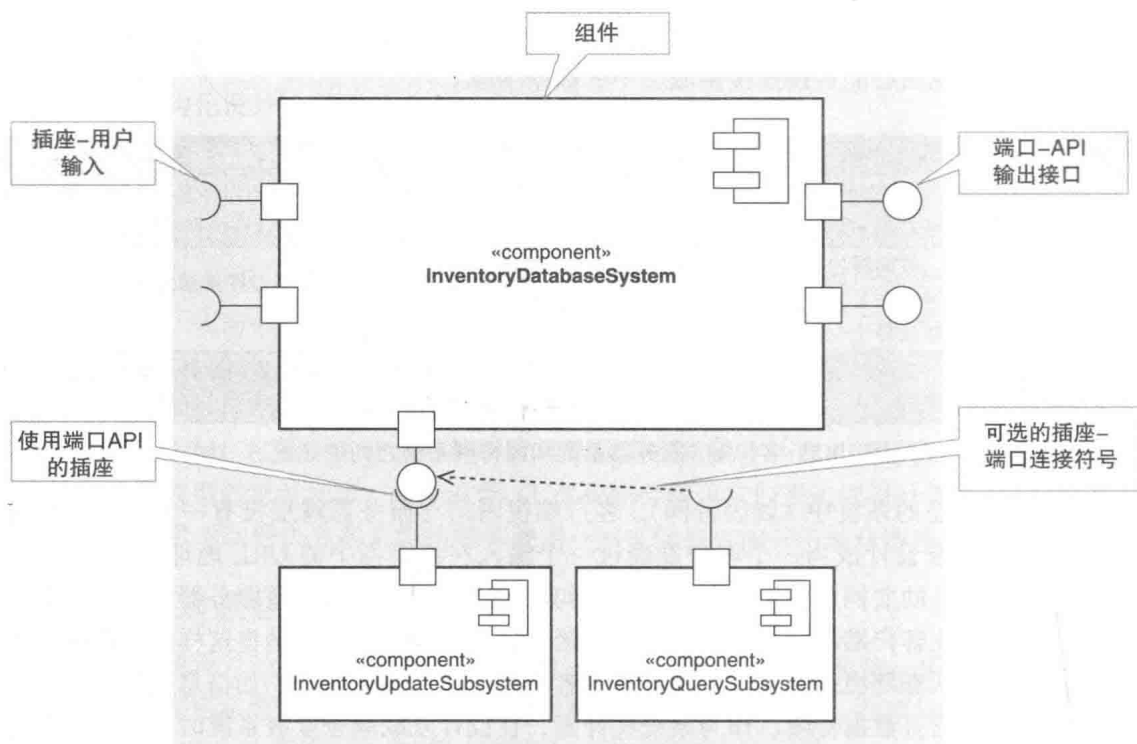 组件
插座-用户
输入
端口-API
输出接口
«component»
InventoryDatabaseSystem
使用端口API
的插座
可选的插座-
端口连接符号
«component»
InventoryUpdateSubsystem
«component»
InventoryQuerySubsystem